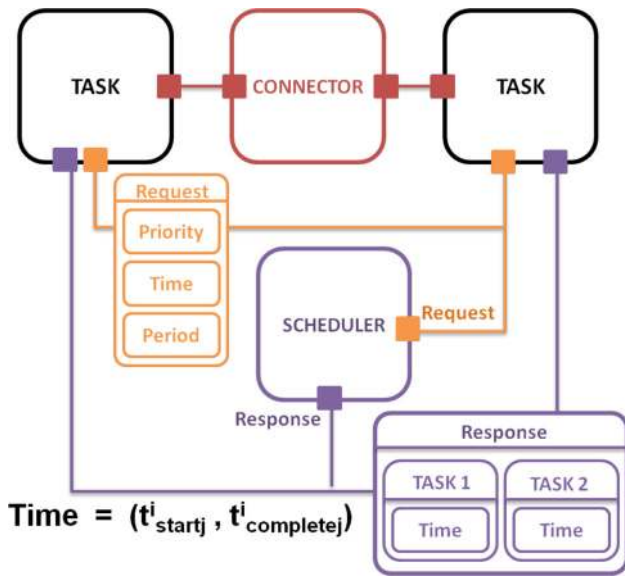 TASK
CONNECTOR
TASK
Request
Priority
Time
Period
SCHEDULER
Request
Response
Response
TASK 1
TASK 2
Time
Time
Time = (t^i_startj , t^i_completej)